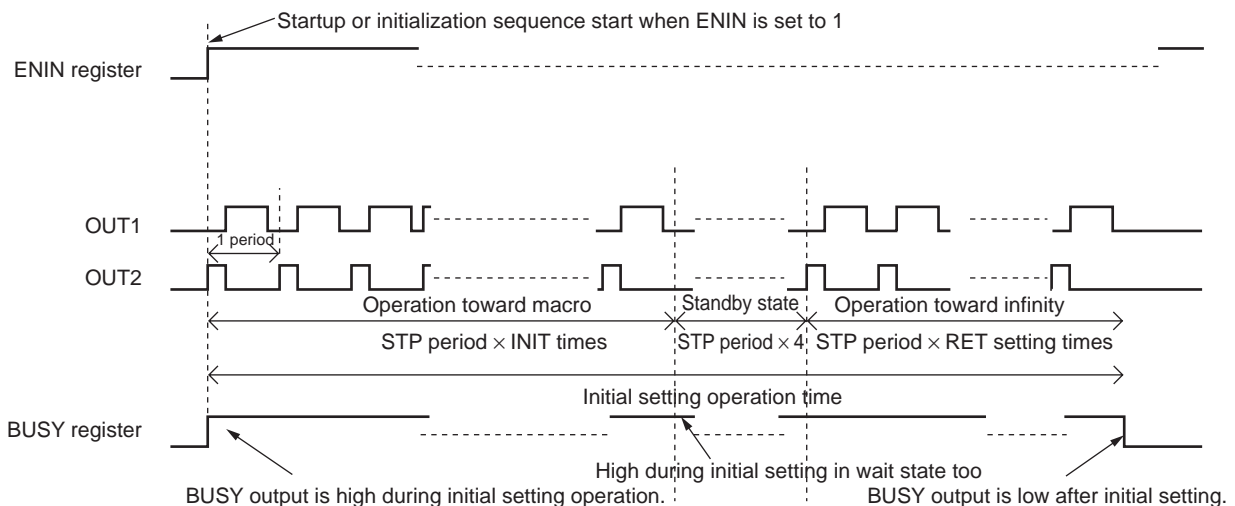 Startup or initialization sequence start when ENIN is set to 1
ENIN register
OUT1
1 period
OUT2
Operation toward macro
Standby state
Operation toward infinity
STP period × INIT times
STP period × 4
STP period × RET setting times
Initial setting operation time
BUSY register
High during initial setting in wait state too
BUSY output is high during initial setting operation.
BUSY output is low after initial setting.